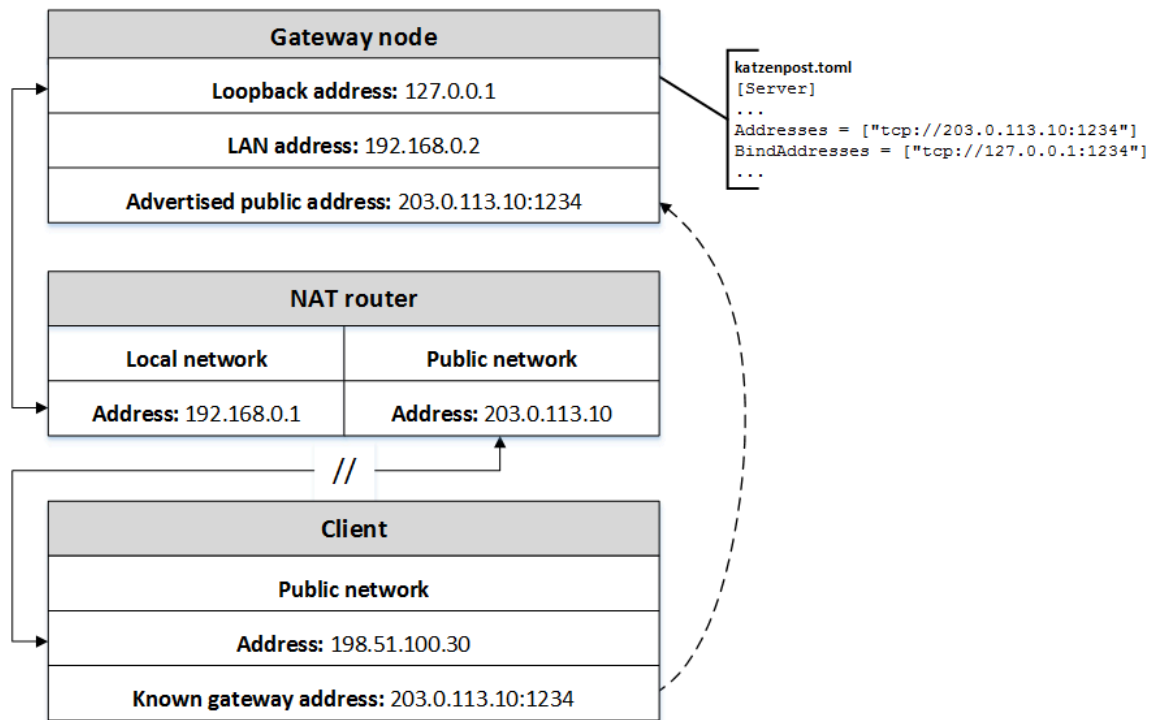 Gateway node
Loopback address: 127.0.0.1
LAN address: 192.168.0.2
Advertised public address: 203.0.113.10:1234
katzenpost.toml
[Server]
...
Addresses = ["tcp://203.0.113.10:1234"]
BindAddresses = ["tcp://127.0.0.1:1234"]
...
NAT router
Local network
Public network
Address: 192.168.0.1
Address: 203.0.113.10
//
Client
Public network
Address: 198.51.100.30
Known gateway address: 203.0.113.10:1234